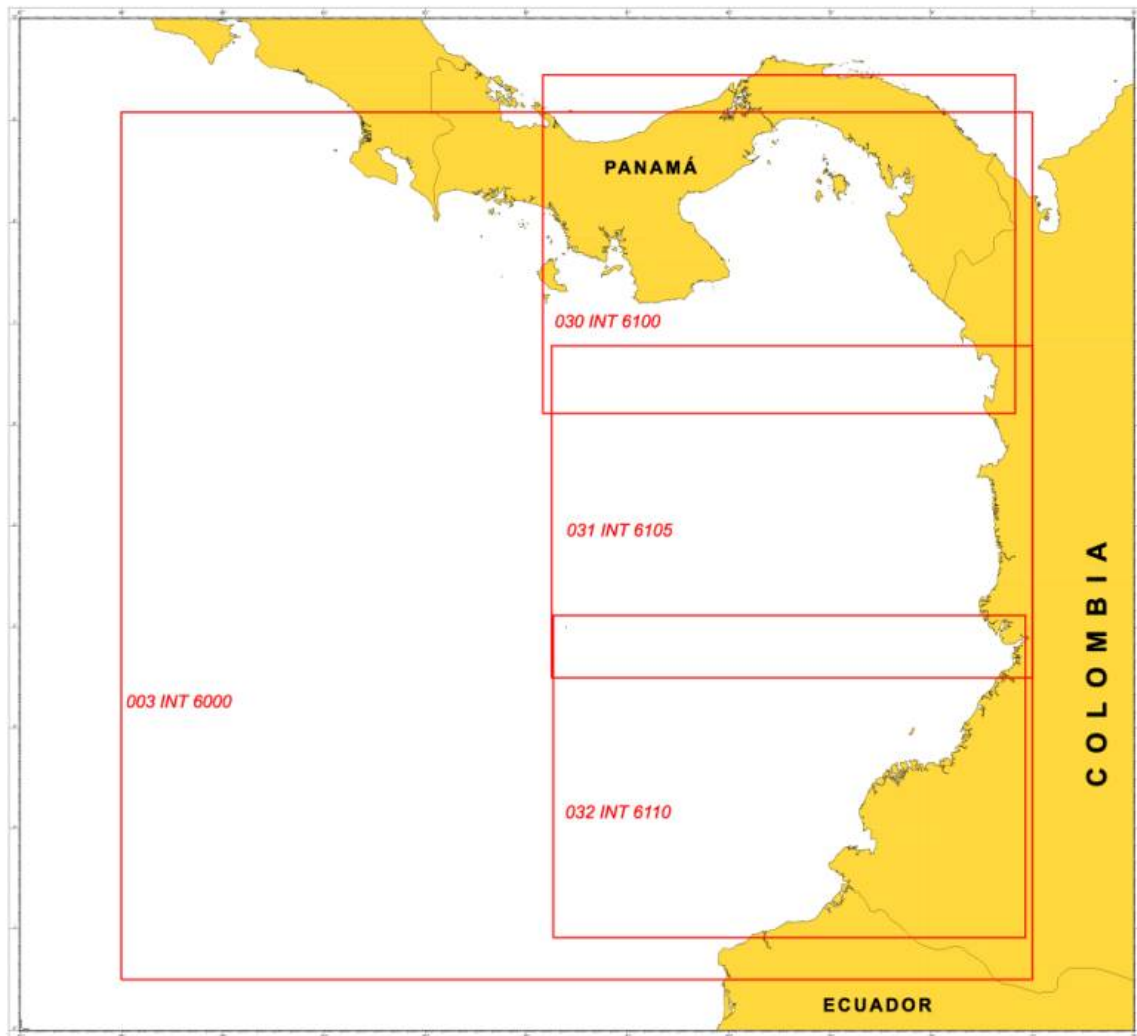 PANAMÁ
030 INT 6100
031 INT 6105
COLOMBIA
003 INT 6000
032 INT 6110
ECUADOR